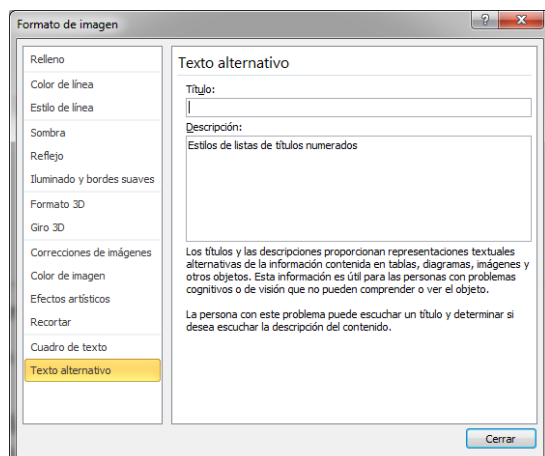 Formato de imagen
Relleno
Color de línea
Estilo de línea
Sombra
Reflejo
Iluminado y bordes suaves
Formato 3D
Giro 3D
Correcciones de imágenes
Color de imagen
Efectos artísticos
Recortar
Cuadro de texto
Texto alternativo
Texto alternativo
Título:
Descripción:
Estilos de listas de títulos numerados
Los títulos y las descripciones proporcionan representaciones textuales
alternativas de la información contenida en tablas, diagramas, imágenes y
otros objetos. Esta información es útil para las personas con problemas
cognitivos o de visión que no pueden comprender o ver el objeto.
La persona con este problema puede escuchar un título y determinar si
desea escuchar la descripción del contenido.
Cerrar